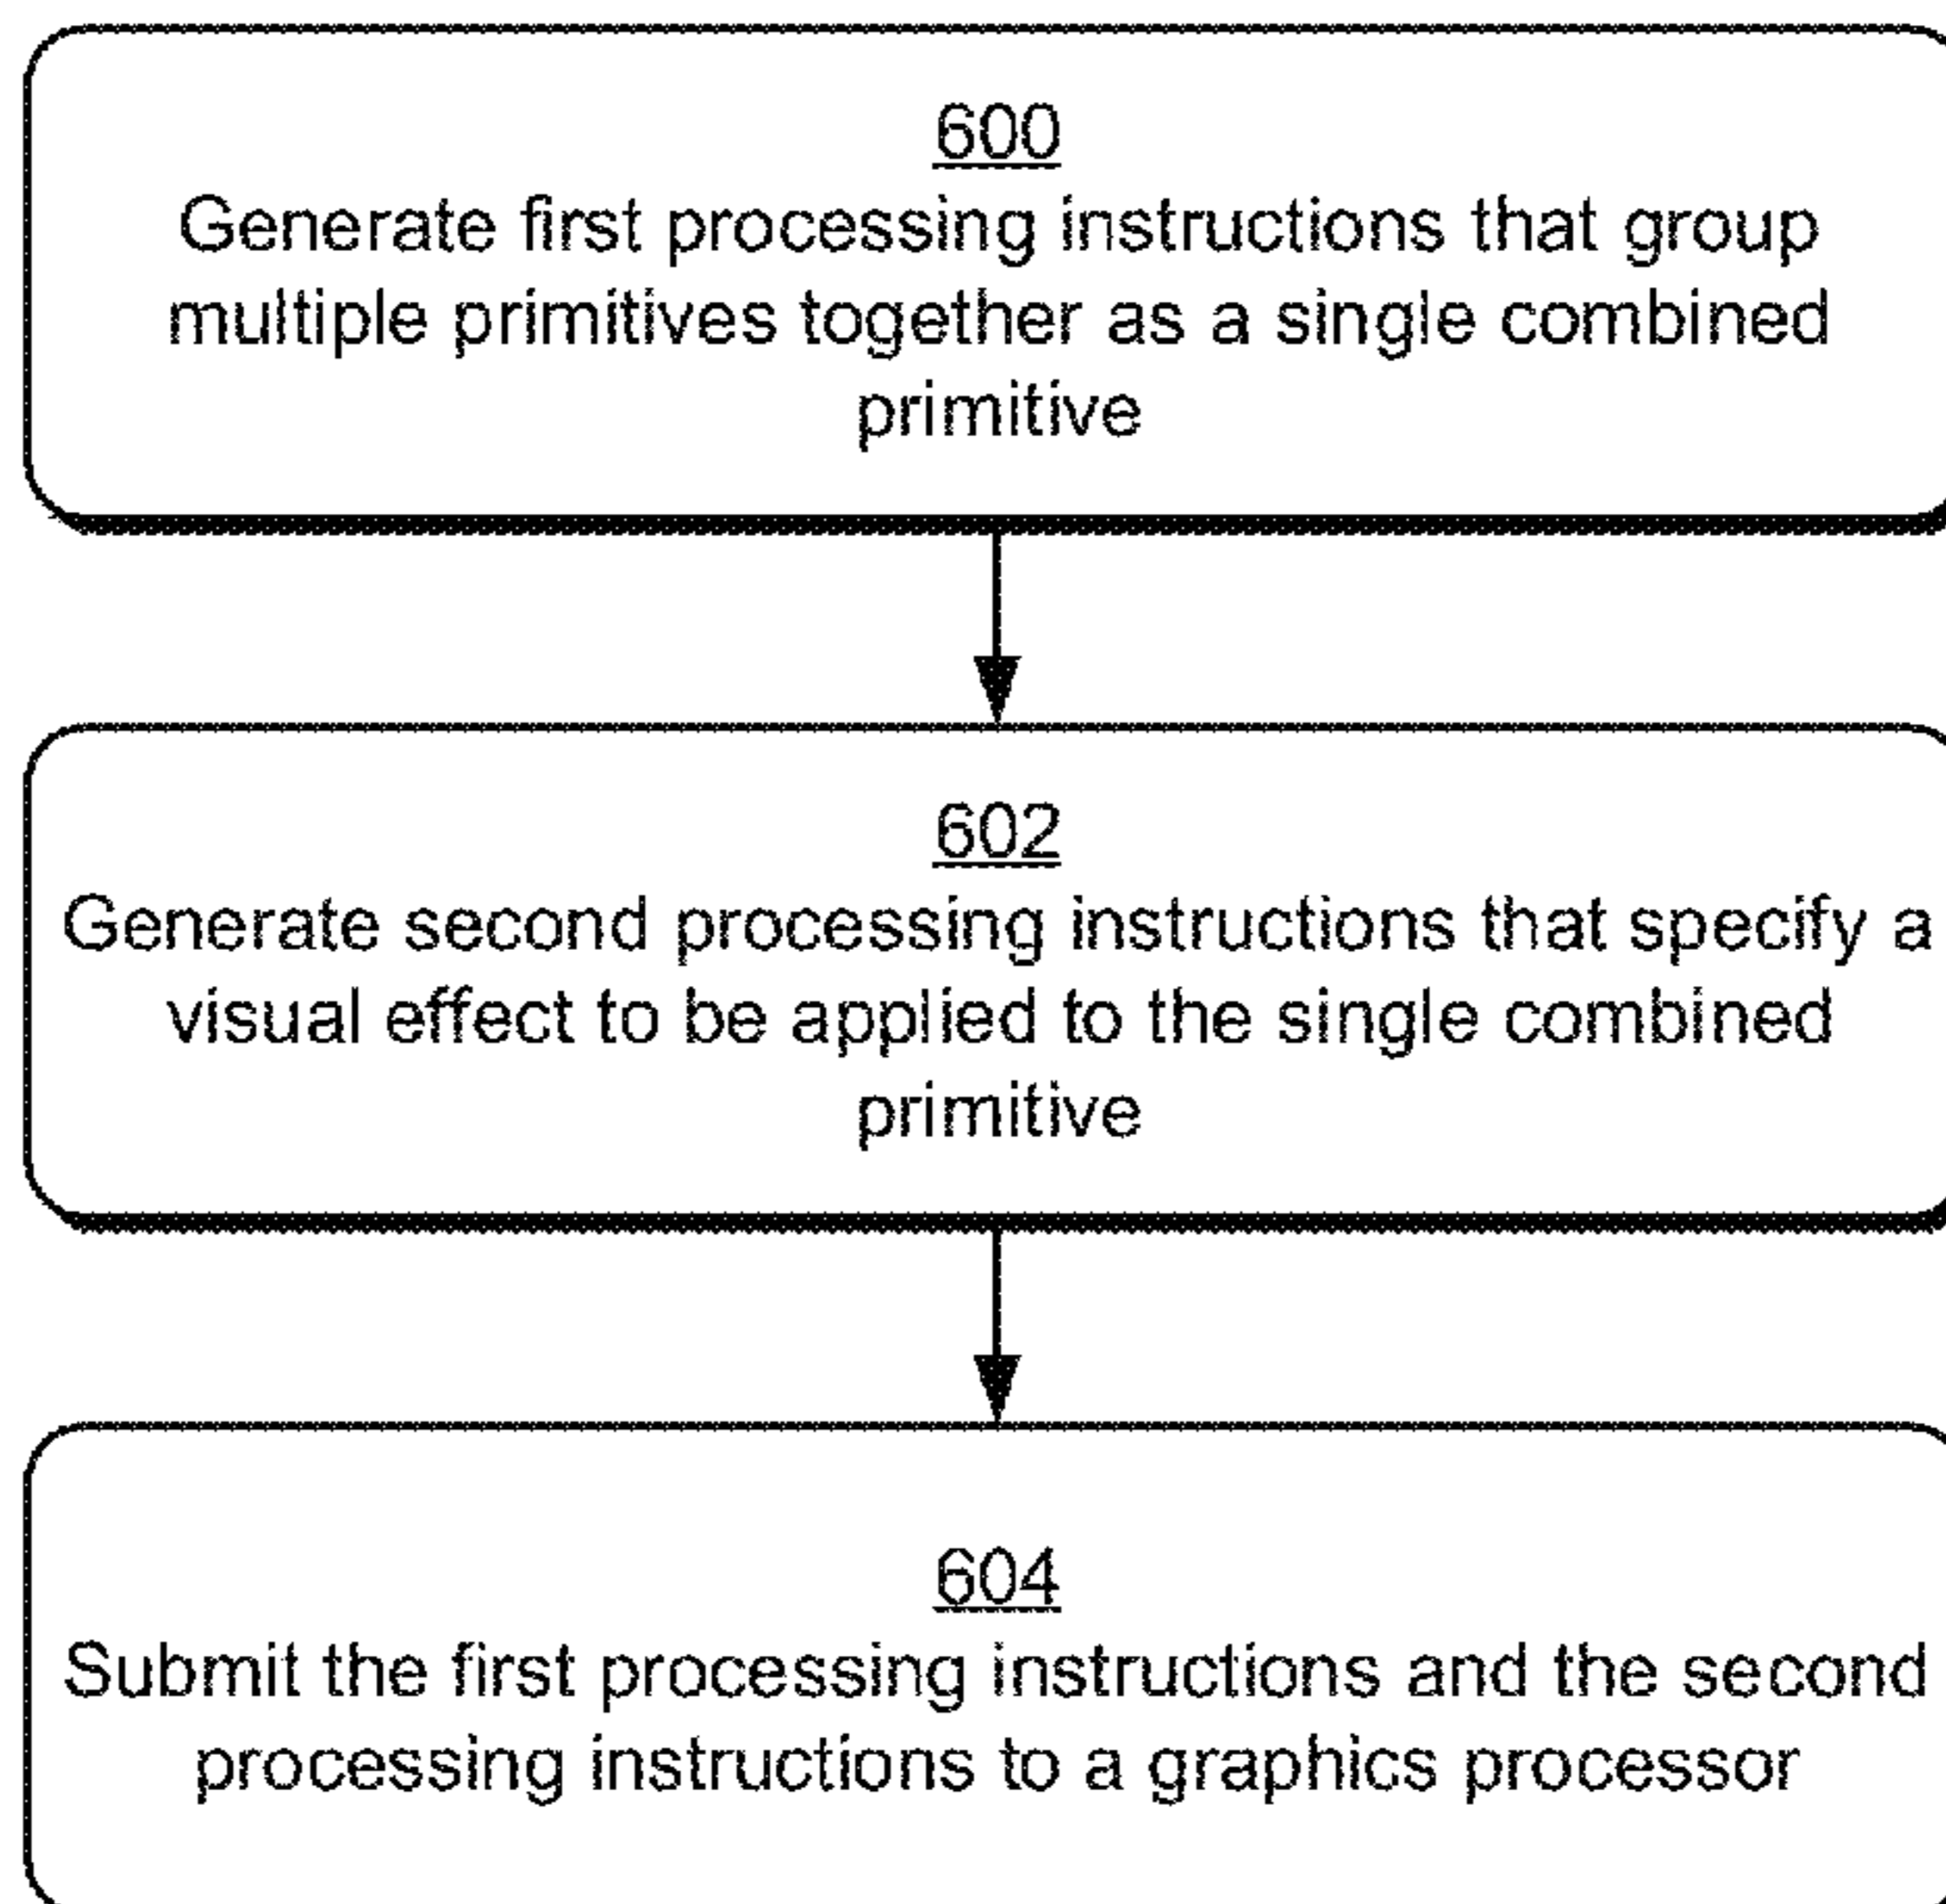 600
Generate first processing instructions that group
multiple primitives together as a single combined
primitive
602
Generate second processing instructions that specify a
visual effect to be applied to the single combined
primitive
604
Submit the first processing instructions and the second
processing instructions to a graphics processor